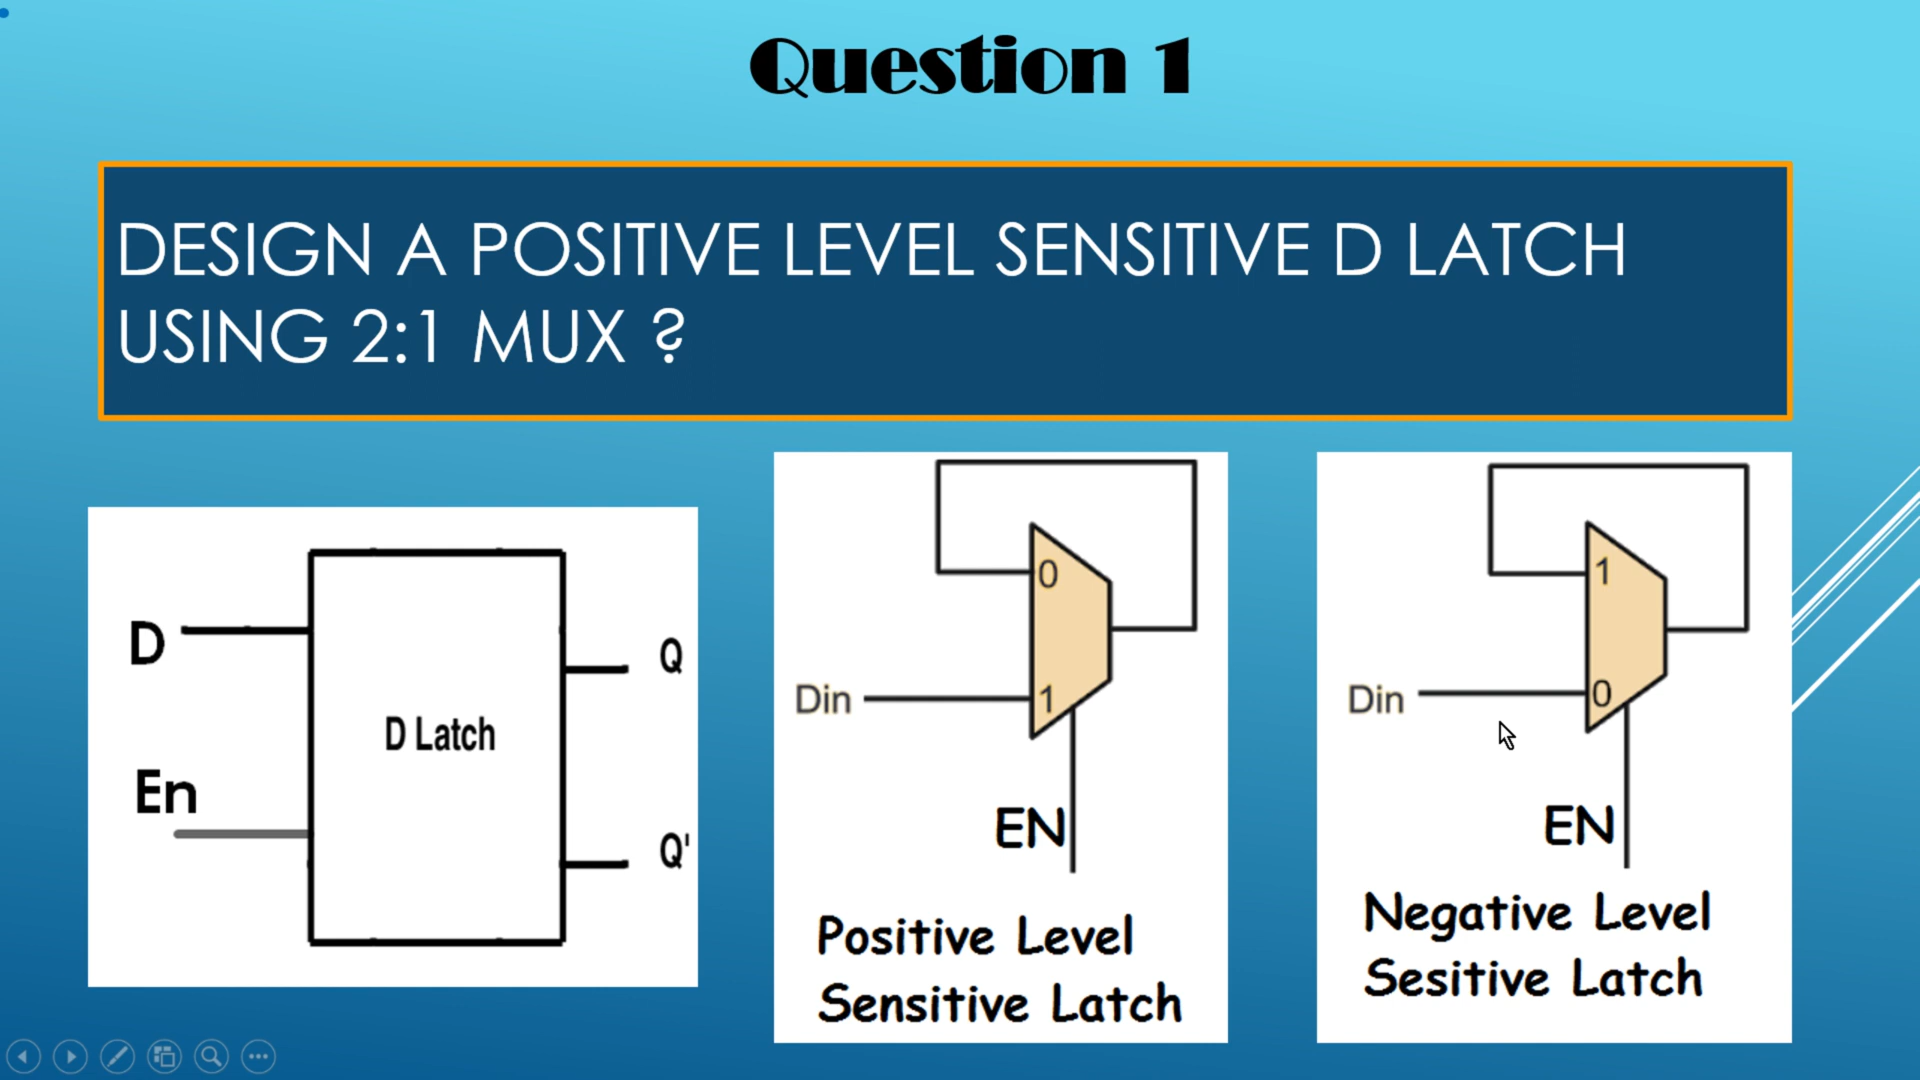 Question 1
DESIGN A POSITIVE LEVEL SENSITIVE D LATCH
USING 2:1 MUX ?
D
En
D Latch
Q
Q'
0
1
Din
EN
Positive Level
Sensitive Latch
1
0
Din
EN
Negative Level
Sesitive Latch